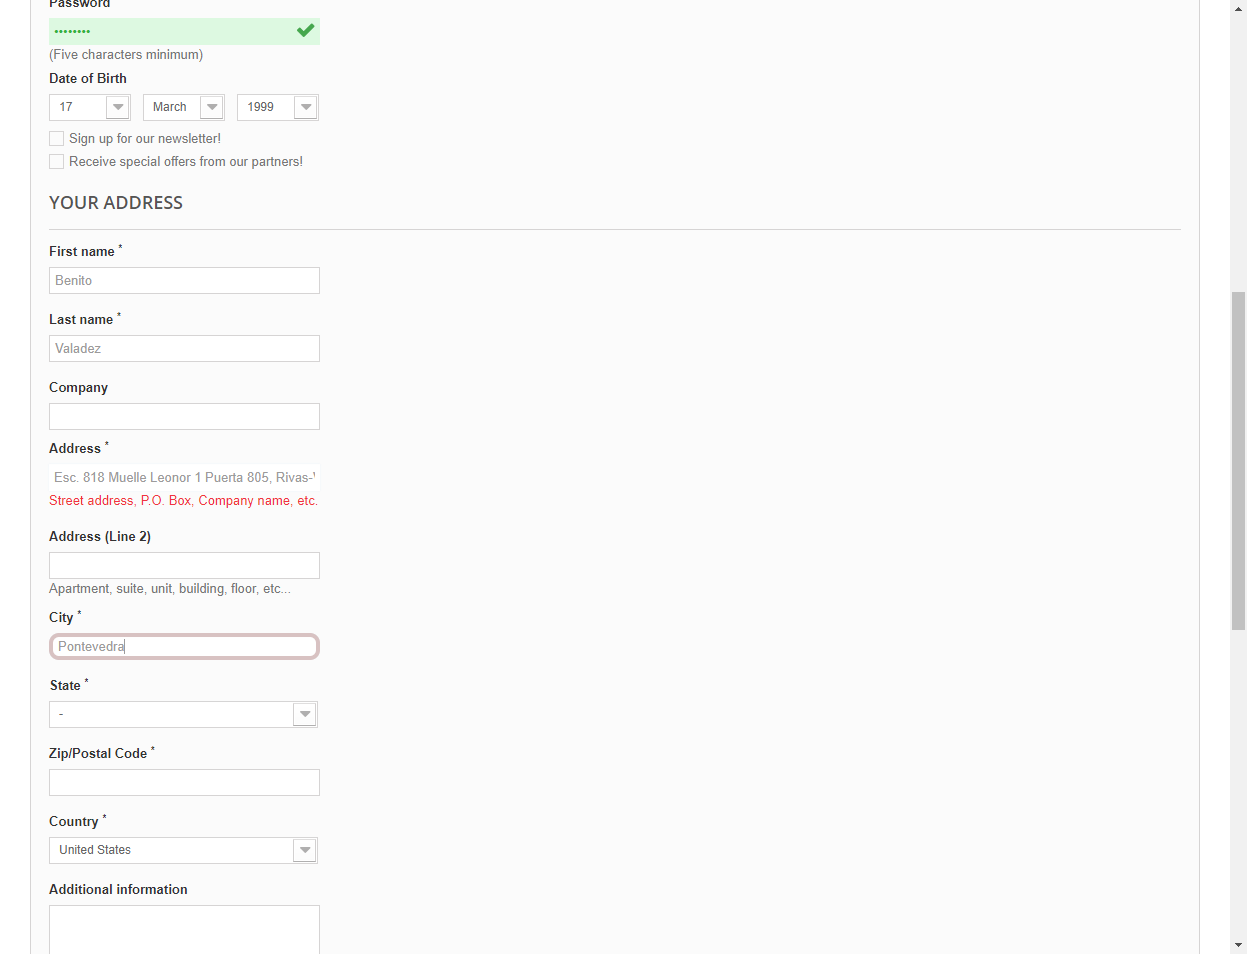 Password
••••••••
(Five characters minimum)
Date of Birth
17 March 1999
Sign up for our newsletter!
Receive special offers from our partners!
YOUR ADDRESS
First name *
Benito
Last name *
Valadez
Company
Address *
Esc. 818 Muelle Leonor 1 Puerta 805, Rivas-
Street address, P.O. Box, Company name, etc.
Address (Line 2)
Apartment, suite, unit, building, floor, etc...
City *
Pontevedra
State *
-
Zip/Postal Code *
Country *
United States
Additional information